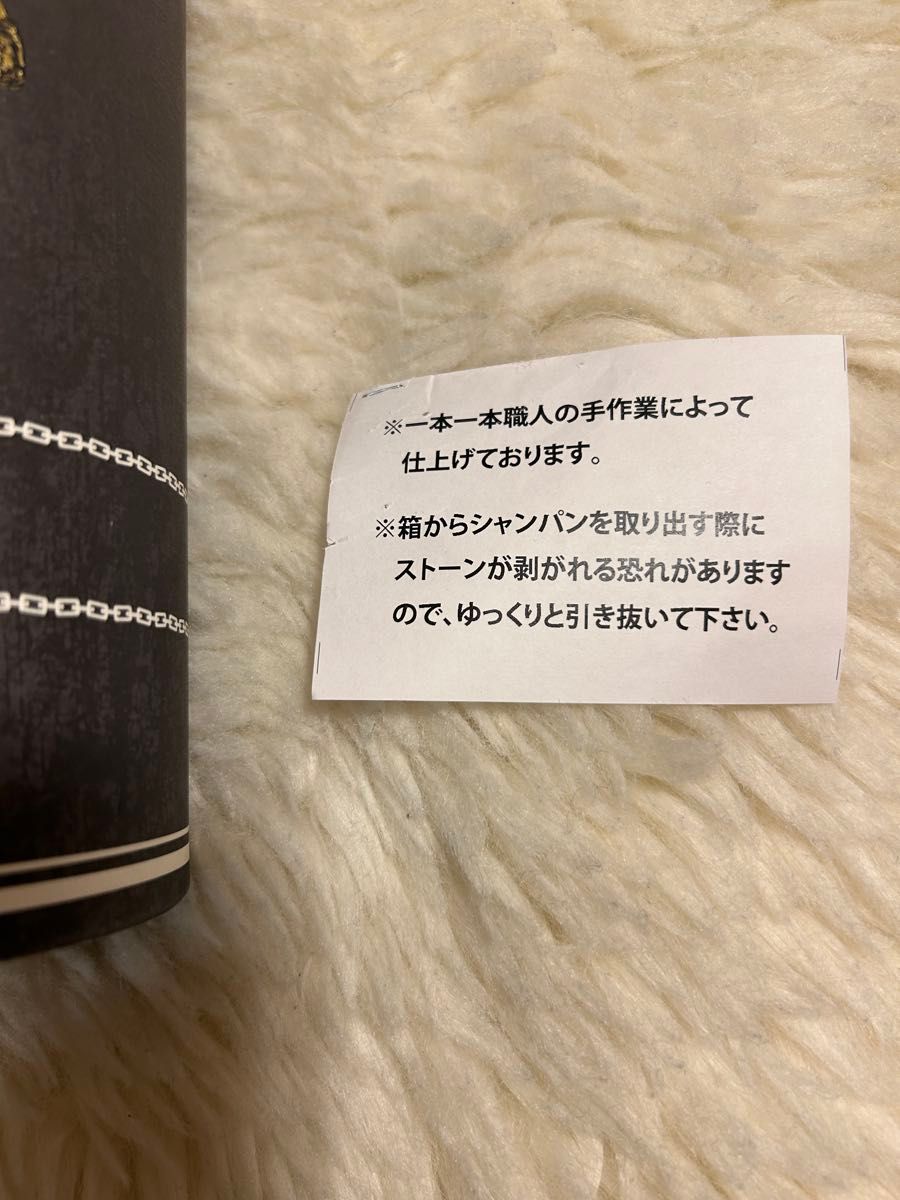 ※一本一本職人の手作業によって
仕上げております。
※箱からシャンパンを取り出す際に
ストーンが剥がれる恐れがあります
ので、ゆっくりと引き抜いて下さい。